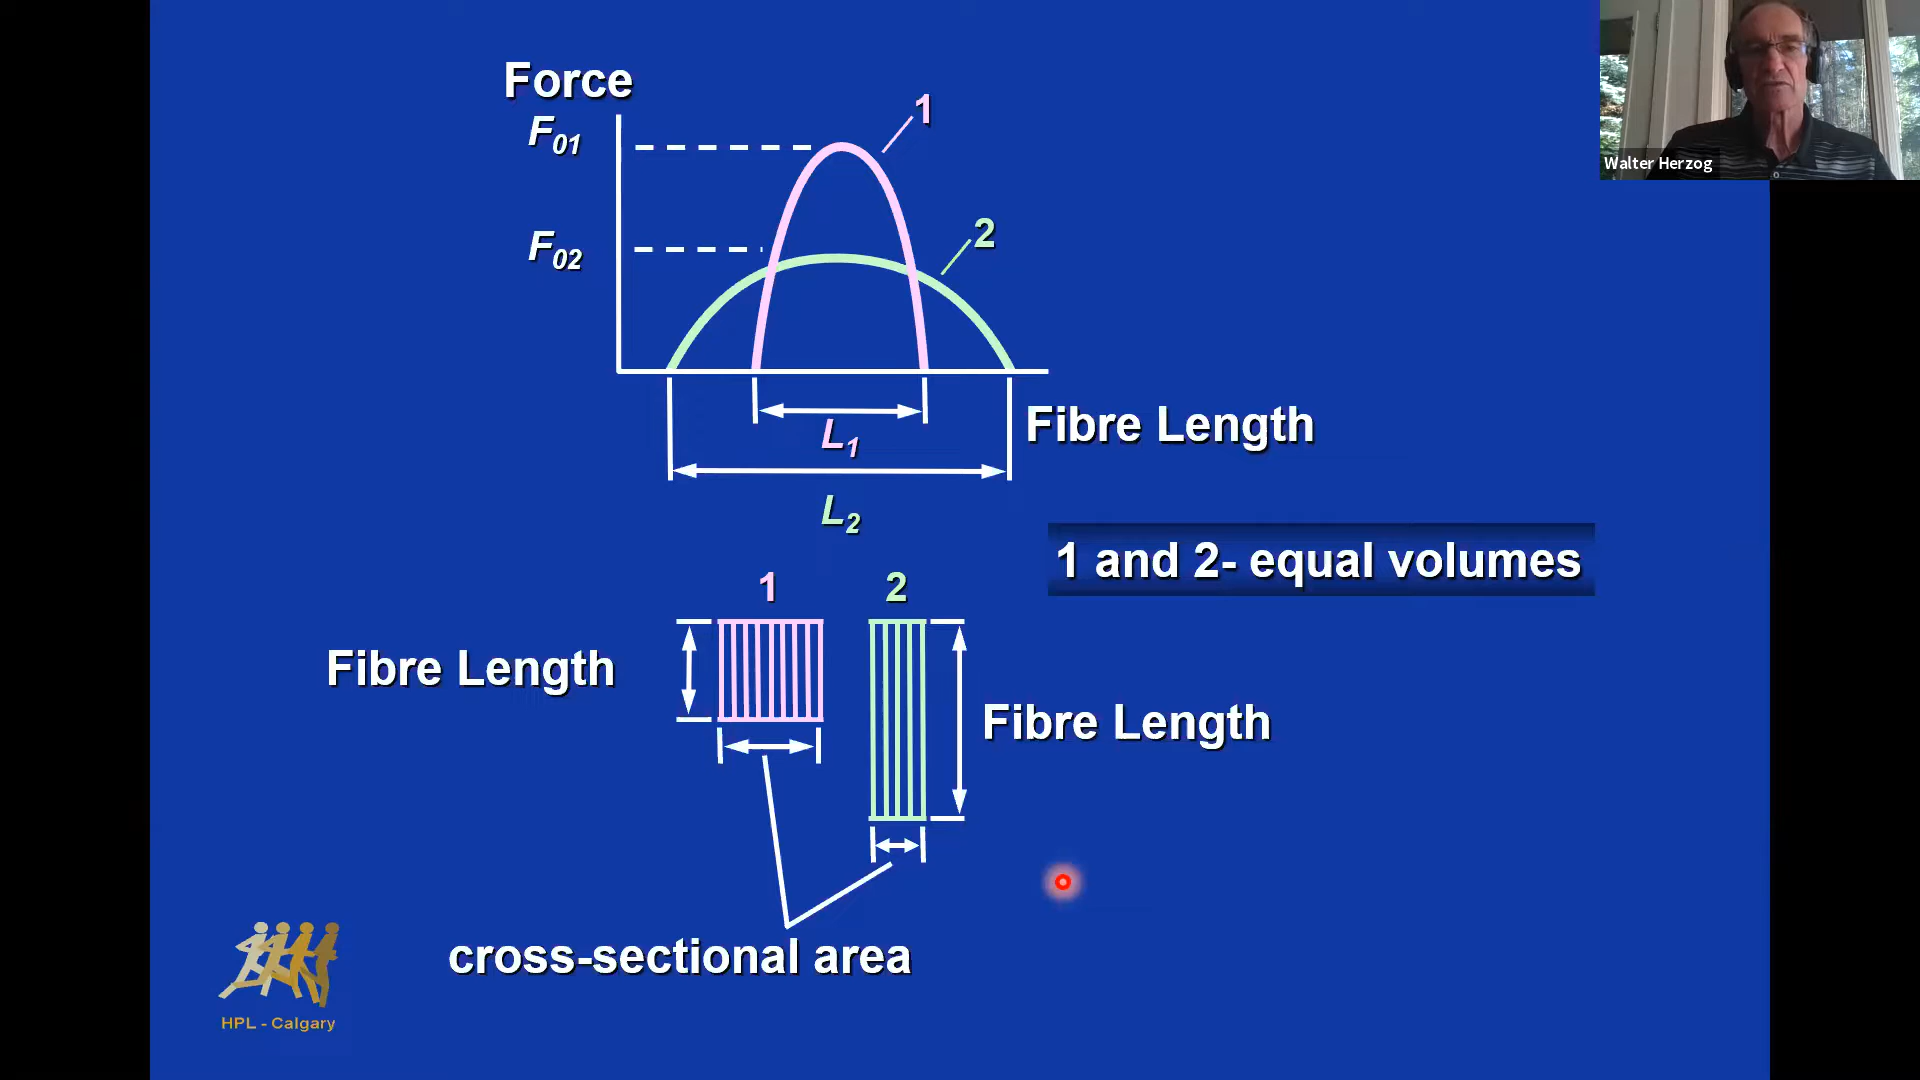 Force
F01
1
F02
2
Fibre Length
L1
L2
1 and 2- equal volumes
1
2
Fibre Length
Fibre Length
cross-sectional area
HPL - Calgary
Walter Herzog